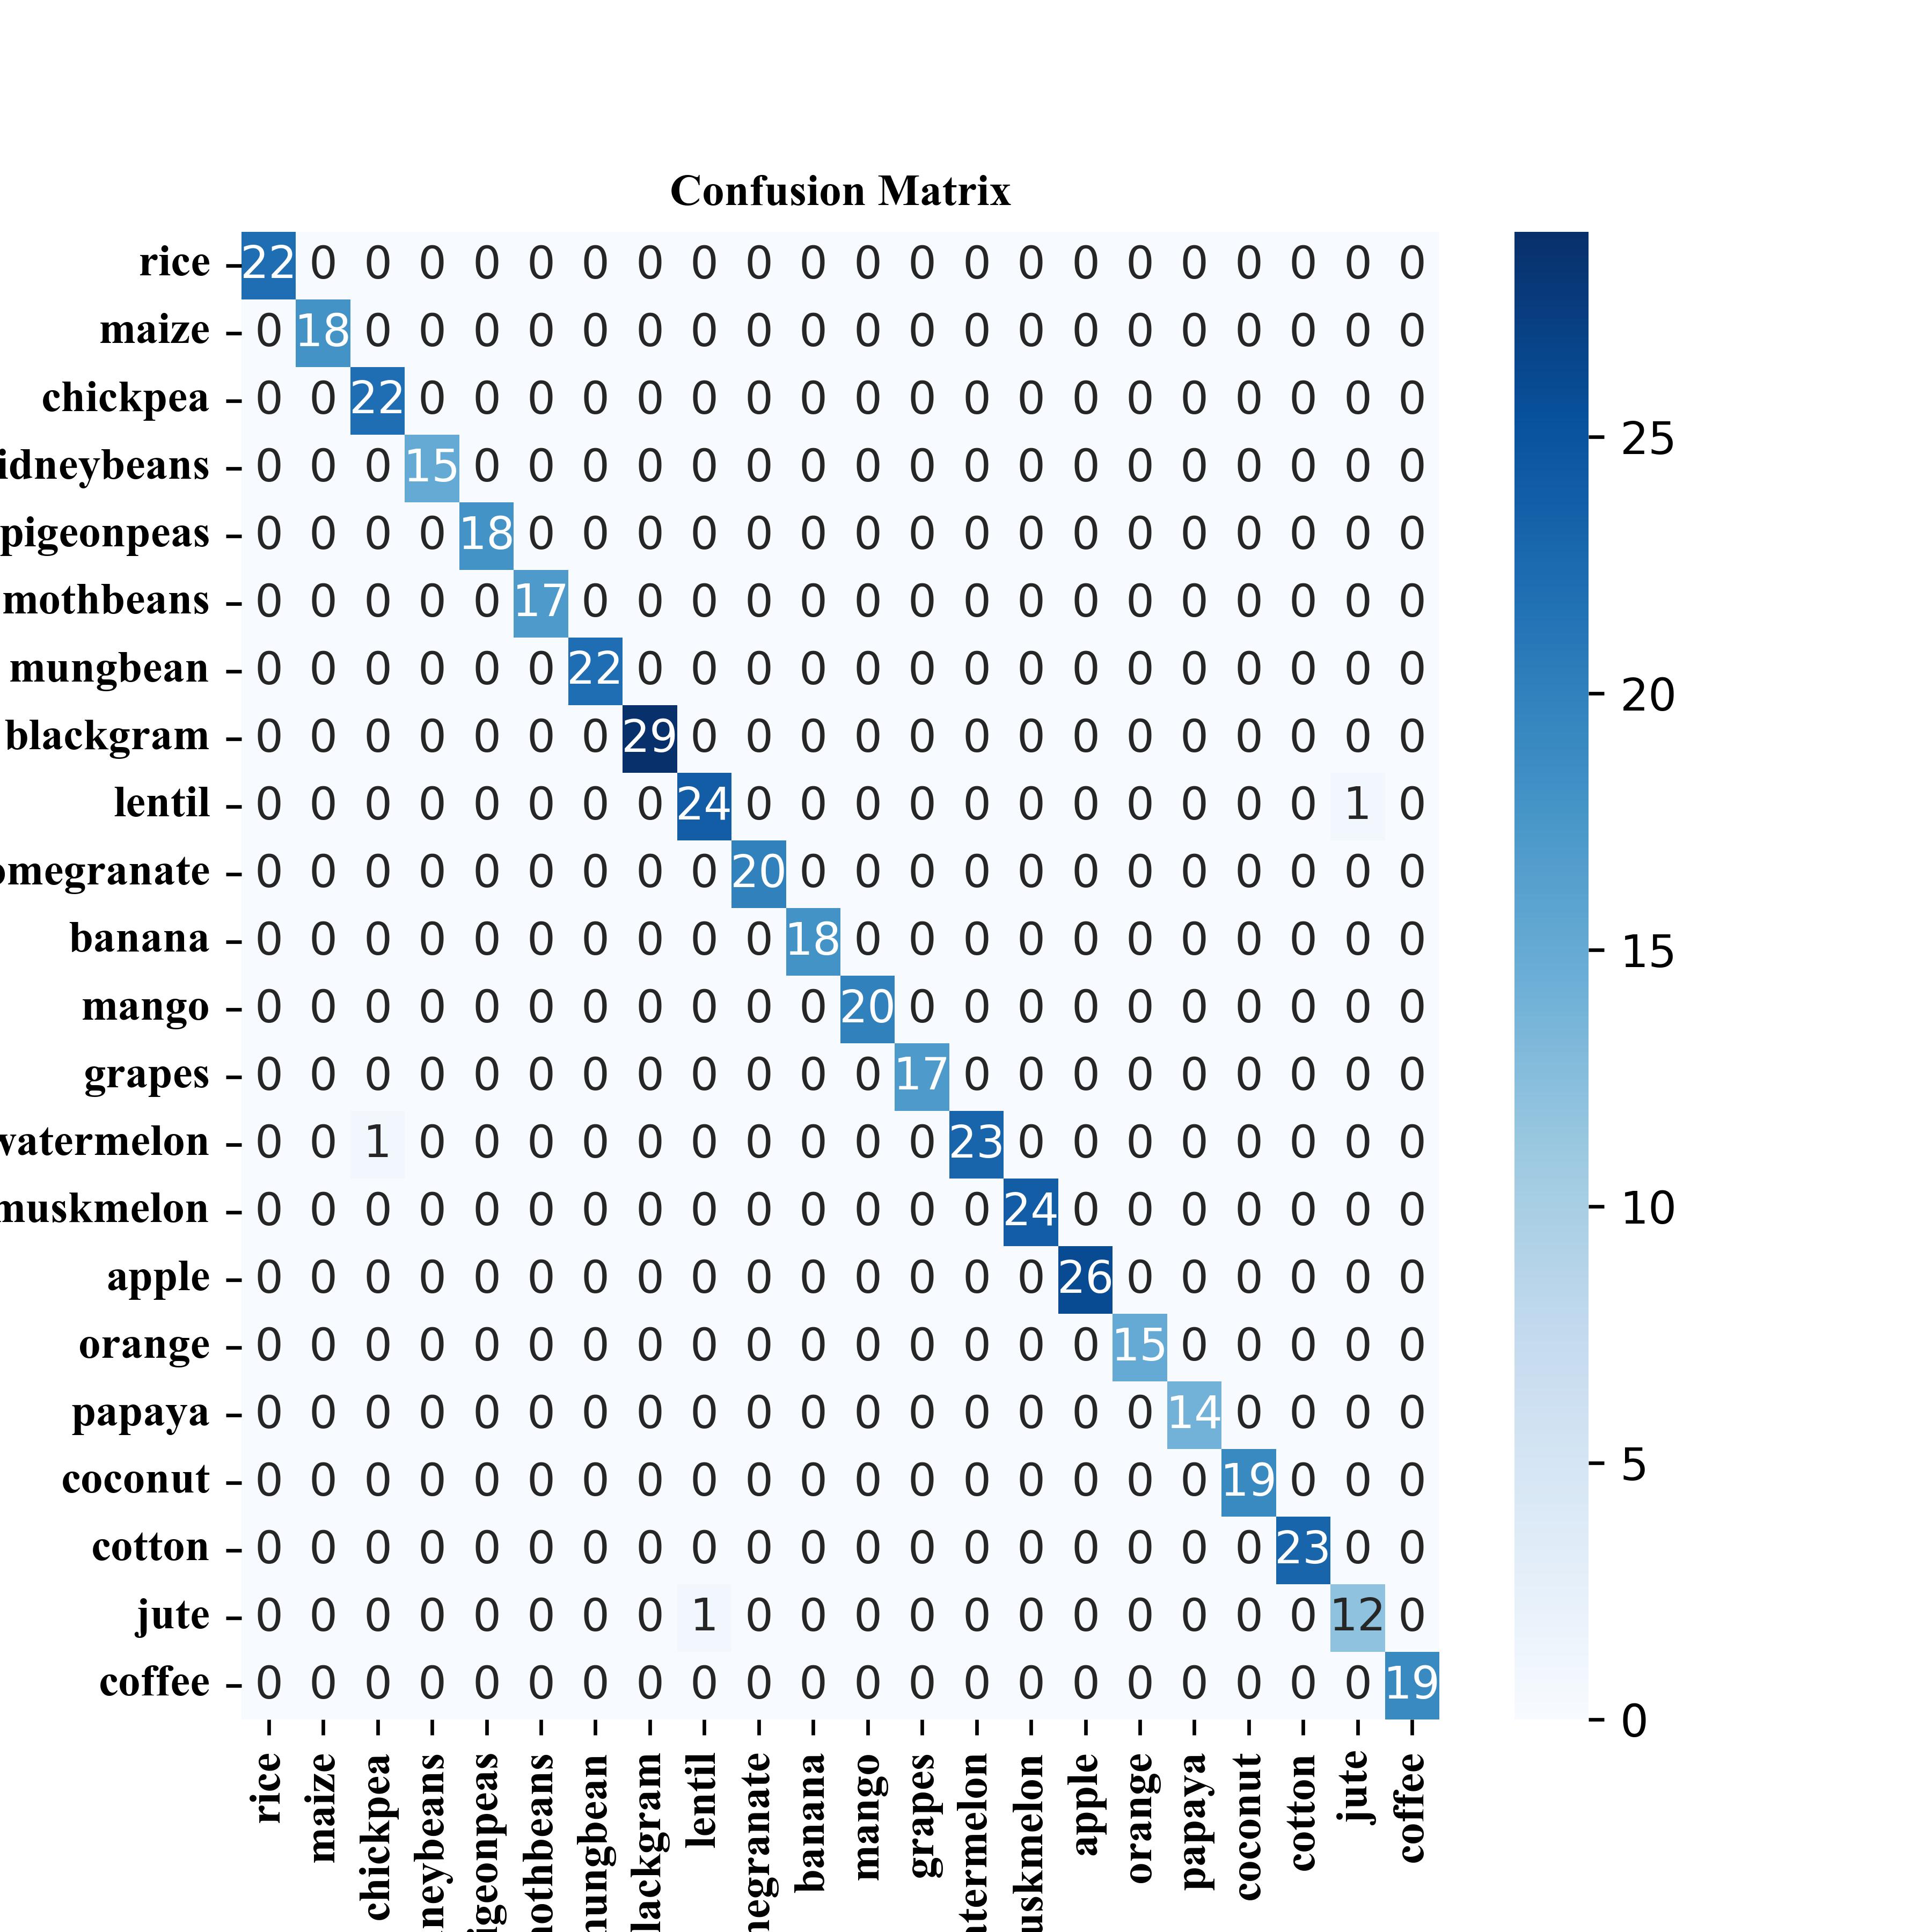 Confusion Matrix
rice 22 0 0 0 0 0 0 0 0 0 0 0 0 0 0 0 0 0 0 0 0 0
maize 0 18 0 0 0 0 0 0 0 0 0 0 0 0 0 0 0 0 0 0 0 0
chickpea 0 0 22 0 0 0 0 0 0 0 0 0 0 0 0 0 0 0 0 0 0 0
idneybeans 0 0 0 15 0 0 0 0 0 0 0 0 0 0 0 0 0 0 0 0 0 0
pigeonpeas 0 0 0 0 18 0 0 0 0 0 0 0 0 0 0 0 0 0 0 0 0 0
mothbeans 0 0 0 0 0 17 0 0 0 0 0 0 0 0 0 0 0 0 0 0 0 0
mungbean 0 0 0 0 0 0 22 0 0 0 0 0 0 0 0 0 0 0 0 0 0 0
blackgram 0 0 0 0 0 0 0 29 0 0 0 0 0 0 0 0 0 0 0 0 0 0
lentil 0 0 0 0 0 0 0 0 24 0 0 0 0 0 0 0 0 0 0 0 1 0
omegranate 0 0 0 0 0 0 0 0 0 20 0 0 0 0 0 0 0 0 0 0 0 0
banana 0 0 0 0 0 0 0 0 0 0 18 0 0 0 0 0 0 0 0 0 0 0
mango 0 0 0 0 0 0 0 0 0 0 0 20 0 0 0 0 0 0 0 0 0 0
grapes 0 0 0 0 0 0 0 0 0 0 0 0 17 0 0 0 0 0 0 0 0 0
watermelon 0 0 1 0 0 0 0 0 0 0 0 0 0 23 0 0 0 0 0 0 0 0
muskmelon 0 0 0 0 0 0 0 0 0 0 0 0 0 0 24 0 0 0 0 0 0 0
apple 0 0 0 0 0 0 0 0 0 0 0 0 0 0 0 26 0 0 0 0 0 0
orange 0 0 0 0 0 0 0 0 0 0 0 0 0 0 0 0 15 0 0 0 0 0
papaya 0 0 0 0 0 0 0 0 0 0 0 0 0 0 0 0 0 14 0 0 0 0
coconut 0 0 0 0 0 0 0 0 0 0 0 0 0 0 0 0 0 0 19 0 0 0
cotton 0 0 0 0 0 0 0 0 0 0 0 0 0 0 0 0 0 0 0 23 0 0
jute 0 0 0 0 0 0 0 0 1 0 0 0 0 0 0 0 0 0 0 0 12 0
coffee 0 0 0 0 0 0 0 0 0 0 0 0 0 0 0 0 0 0 0 0 0 19
rice
maize
chickpea
neybeans
igeonpeas
nothbeans
nungbean
lackgram
lentil
negranate
banana
mango
grapes
atermelon
uskmelon
apple
orange
papaya
coconut
cotton
jute
coffee
25
20
15
10
5
0